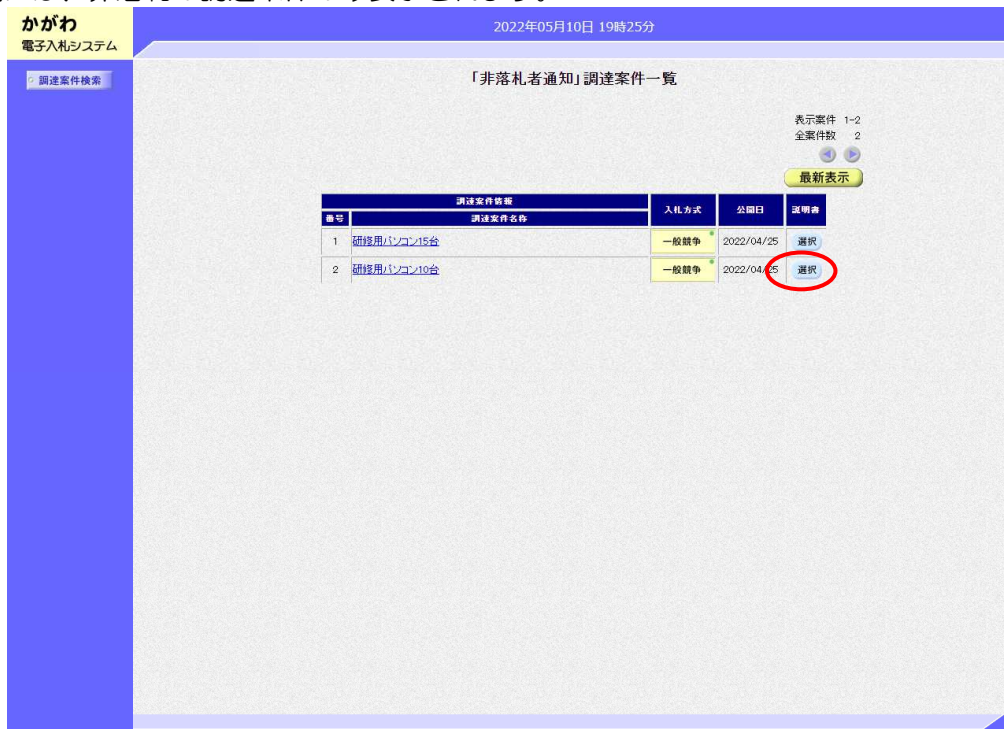 かがわ
電子入札システム
2022年05月10日 19時25分
調達案件検索
「非落札者通知」調達案件一覧
表示案件 1-2
全案件数 2
最新表示
調達案件情報 入札方式 公開日 説明書
番号 調達案件名称
1 研修用パソコン15台 一般競争 2022/04/25 選択
2 研修用パソコン10台 一般競争 2022/04/25 選択